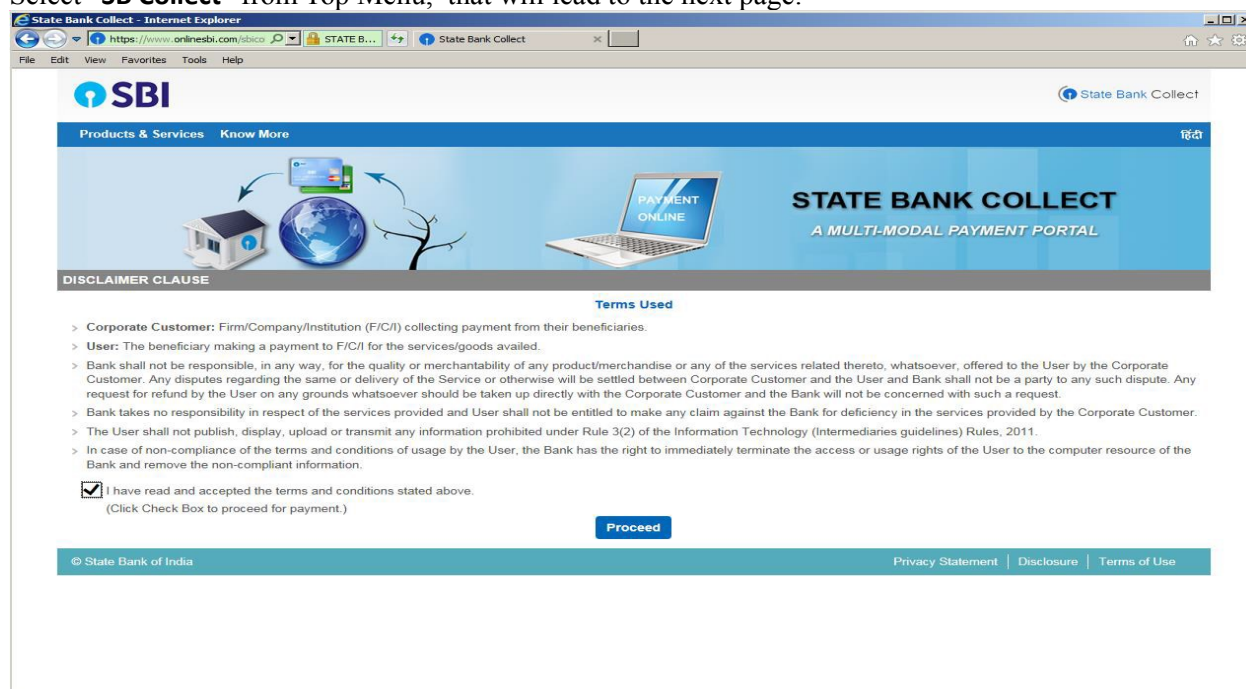 Select "SB Collect" from Top Menu, that will lead to the next page.
State Bank Collect - Internet Explorer
https://www.onlinesbi.com/sbico STATE B... State Bank Collect
File Edit View Favorites Tools Help
SBI
State Bank Collect
Products & Services Know More हिंदी
PAYMENT
ONLINE
STATE BANK COLLECT
A MULTI-MODAL PAYMENT PORTAL
DISCLAIMER CLAUSE
Terms Used
> Corporate Customer: Firm/Company/Institution (F/C/I) collecting payment from their beneficiaries.
> User: The beneficiary making a payment to F/C/I for the services/goods availed.
> Bank shall not be responsible, in any way, for the quality or merchantability of any product/merchandise or any of the services related thereto, whatsoever, offered to the User by the Corporate
Customer. Any disputes regarding the same or delivery of the Service or otherwise will be settled between Corporate Customer and the User and Bank shall not be a party to any such dispute. Any
request for refund by the User on any grounds whatsoever should be taken up directly with the Corporate Customer and the Bank will not be concerned with such a request.
> Bank takes no responsibility in respect of the services provided and User shall not be entitled to make any claim against the Bank for deficiency in the services provided by the Corporate Customer.
> The User shall not publish, display, upload or transmit any information prohibited under Rule 3(2) of the Information Technology (Intermediaries guidelines) Rules, 2011.
> In case of non-compliance of the terms and conditions of usage by the User, the Bank has the right to immediately terminate the access or usage rights of the User to the computer resource of the
Bank and remove the non-compliant information.
I have read and accepted the terms and conditions stated above.
(Click Check Box to proceed for payment.)
Proceed
© State Bank of India
Privacy Statement | Disclosure | Terms of Use